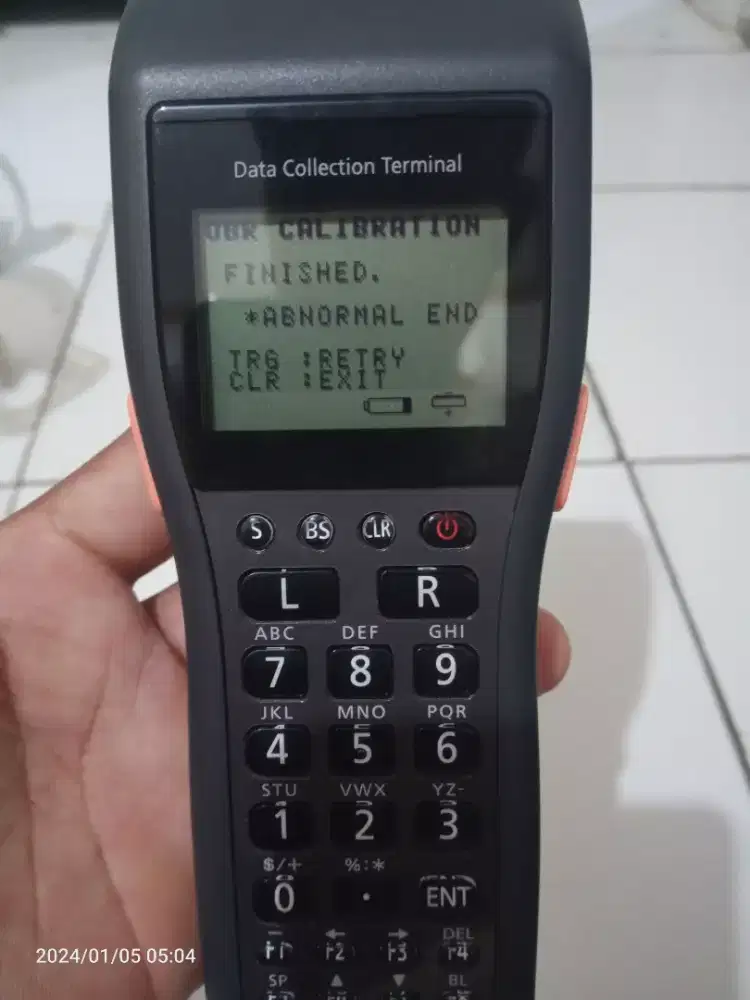 Data Collection Terminal
OBR CALIBRATION
FINISHED.
*ABNORMAL END
TRG :RETRY
CLR :EXIT
S BS CLR
L R
ABC DEF GHI
7 8 9
JKL MNO PQR
4 5 6
STU VWX YZ-
1 2 3
$/+ %:*
0 . ENT
DEL
F1 F2 F3 F4
SP BL
2024/01/05 05:04